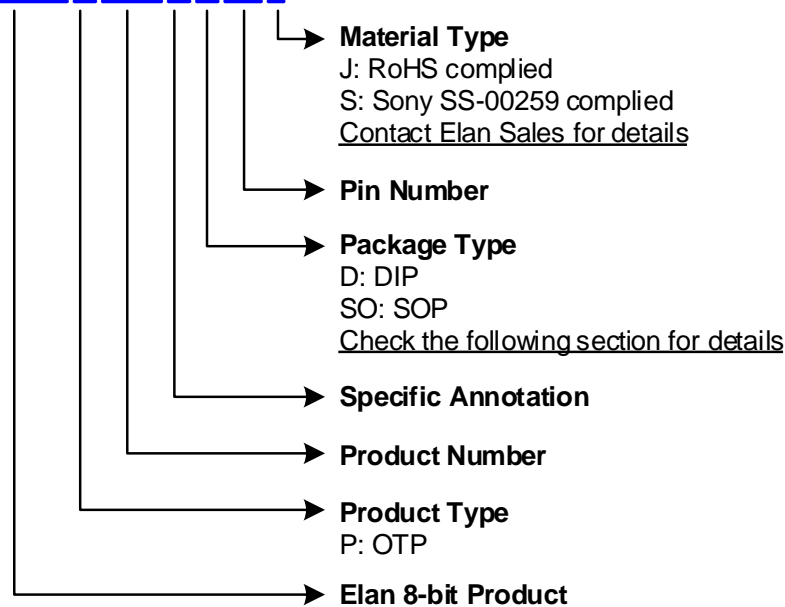 Material Type
J: RoHS complied
S: Sony SS-00259 complied
Contact Elan Sales for details
Pin Number
Package Type
D: DIP
SO: SOP
Check the following section for details
Specific Annotation
Product Number
Product Type
P: OTP
Elan 8-bit Product